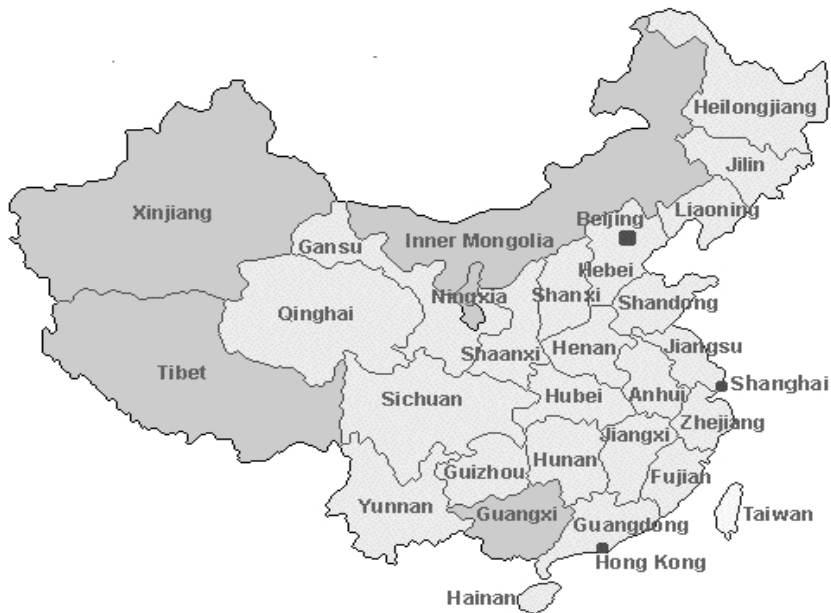 Heilongjiang
Jilin
Xinjiang
Beijing
Liaoning
Gansu
Inner Mongolia
Hebei
Ningxia
Shanxi
Shandong
Qinghai
Shaanxi
Henan
Jiangsu
Tibet
Sichuan
Hubei
Anhui
Shanghai
Zhejiang
Jiangxi
Guizhou
Hunan
Fujian
Yunnan
Guangxi
Guangdong
Taiwan
Hong Kong
Hainan